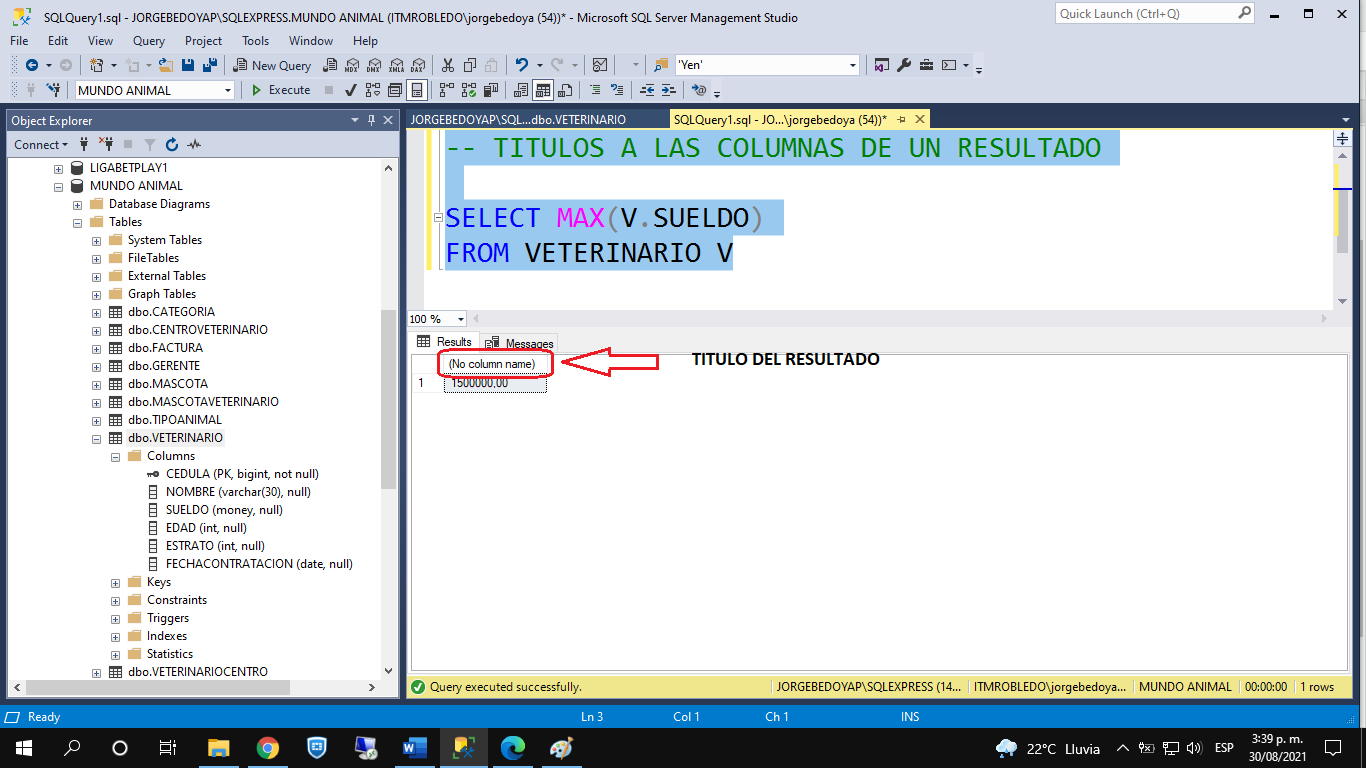 SQLQuery1.sql - JORGEBEDOYAP\SQLEXPRESS.MUNDO ANIMAL (ITMROBLEDO\jorgebedoya (54))* - Microsoft SQL Server Management Studio
Quick Launch (Ctrl+Q)
File Edit View Query Project Tools Window Help
New Query MDX DMX XMLA DAX 'Yen'
MUNDO ANIMAL Execute
Object Explorer
JORGEBEDOYAP\SQL...dbo.VETERINARIO SQLQuery1.sql - JO...\jorgebedoya (54))*
Connect
LIGABETPLAY1
MUNDO ANIMAL
Database Diagrams
Tables
System Tables
FileTables
External Tables
Graph Tables
dbo.CATEGORIA
dbo.CENTROVETERINARIO
dbo.FACTURA
dbo.GERENTE
dbo.MASCOTA
dbo.MASCOTAVETERINARIO
dbo.TIPOANIMAL
dbo.VETERINARIO
Columns
CEDULA (PK, bigint, not null)
NOMBRE (varchar(30), null)
SUELDO (money, null)
EDAD (int, null)
ESTRATO (int, null)
FECHACONTRATACION (date, null)
Keys
Constraints
Triggers
Indexes
Statistics
dbo.VETERINARIOCENTRO
-- TITULOS A LAS COLUMNAS DE UN RESULTADO
SELECT MAX(V.SUELDO)
FROM VETERINARIO V
100 %
Results Messages
(No column name)
TITULO DEL RESULTADO
1 1500000,00
Query executed successfully. JORGEBEDOYAP\SQLEXPRESS (14... ITMROBLEDO\jorgebedoya... MUNDO ANIMAL 00:00:00 1 rows
Ready Ln 3 Col 1 Ch 1 INS
22°C Lluvia ESP 3:39 p. m.
30/08/2021